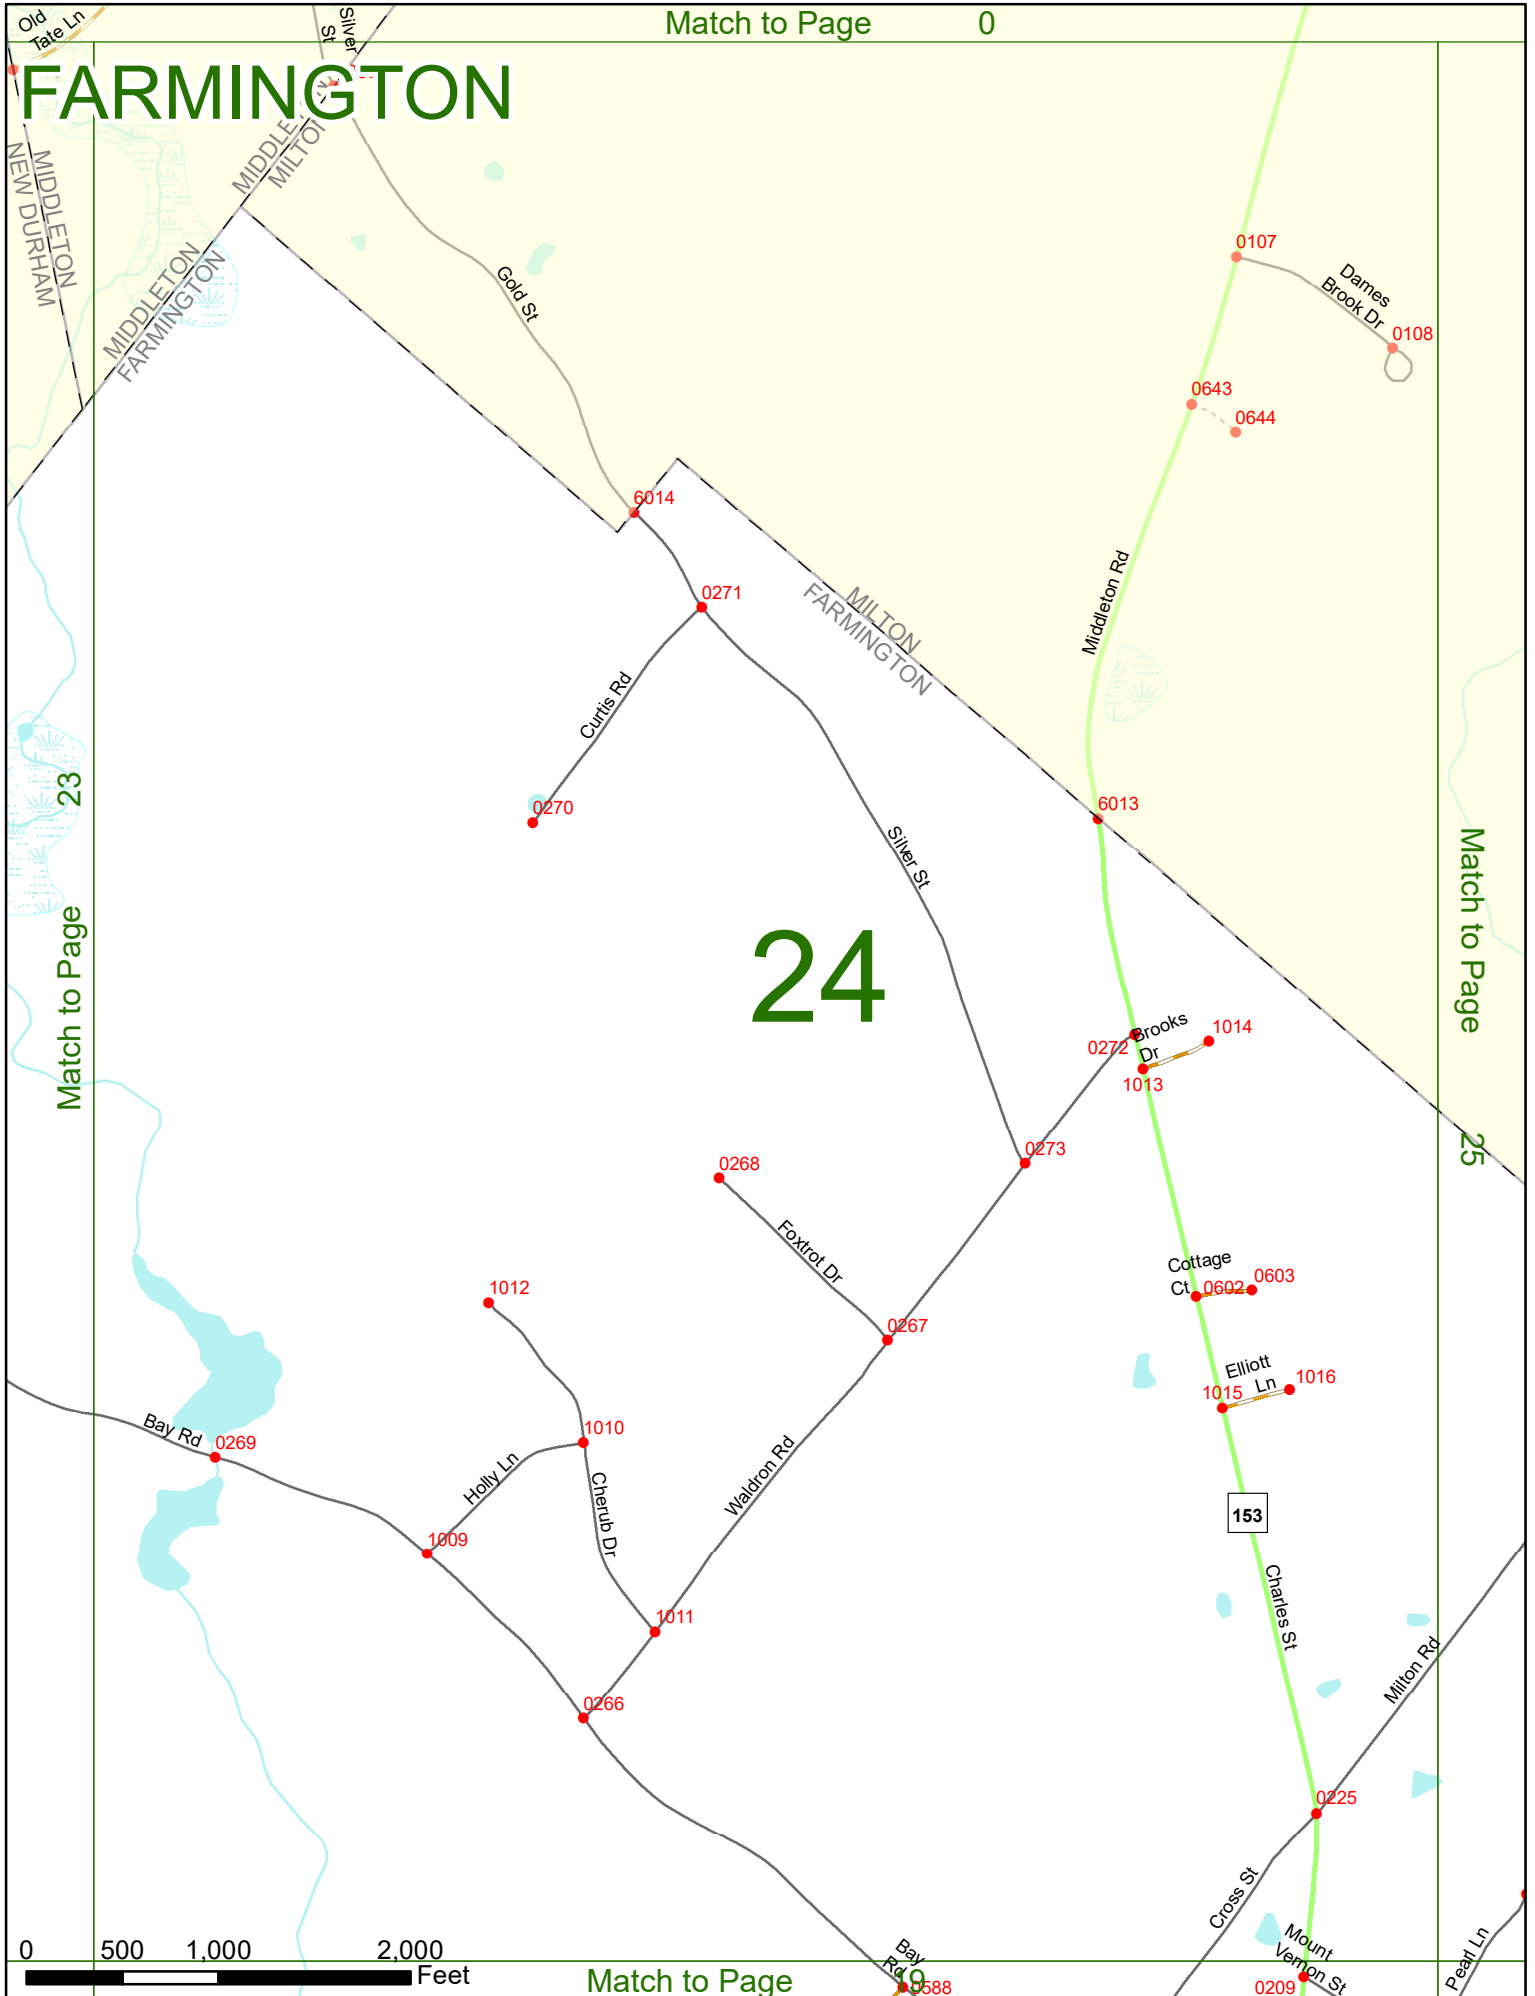 Match to Page 0
Old
Tate Ln
Silver
St
FARMINGTON
MILTON
MIDDLETON
NEW DURHAM
MIDDLETON
FARMINGTON
Gold St
0107
Dames
Brook Dr
0108
0643
0644
6014
0271
MILTON
FARMINGTON
Middleton Rd
Curtis Rd
0270
6013
Silver St
Match to Page 23
24
Match to Page 25
Brooks
Dr
1014
0272
1013
0273
0268
Foxtrot Dr
Cottage
Ct
0602
0603
1012
0267
Elliott
Ln
1015
1016
Bay Rd
0269
1010
Holly Ln
Cherub Dr
Waldron Rd
153
1009
Charles St
1011
Milton Rd
0266
0225
Cross St
Mount
Vernon St
Pearl Ln
0 500 1,000 2,000
Feet
Bay
Rd
Match to Page 19
0588
0209